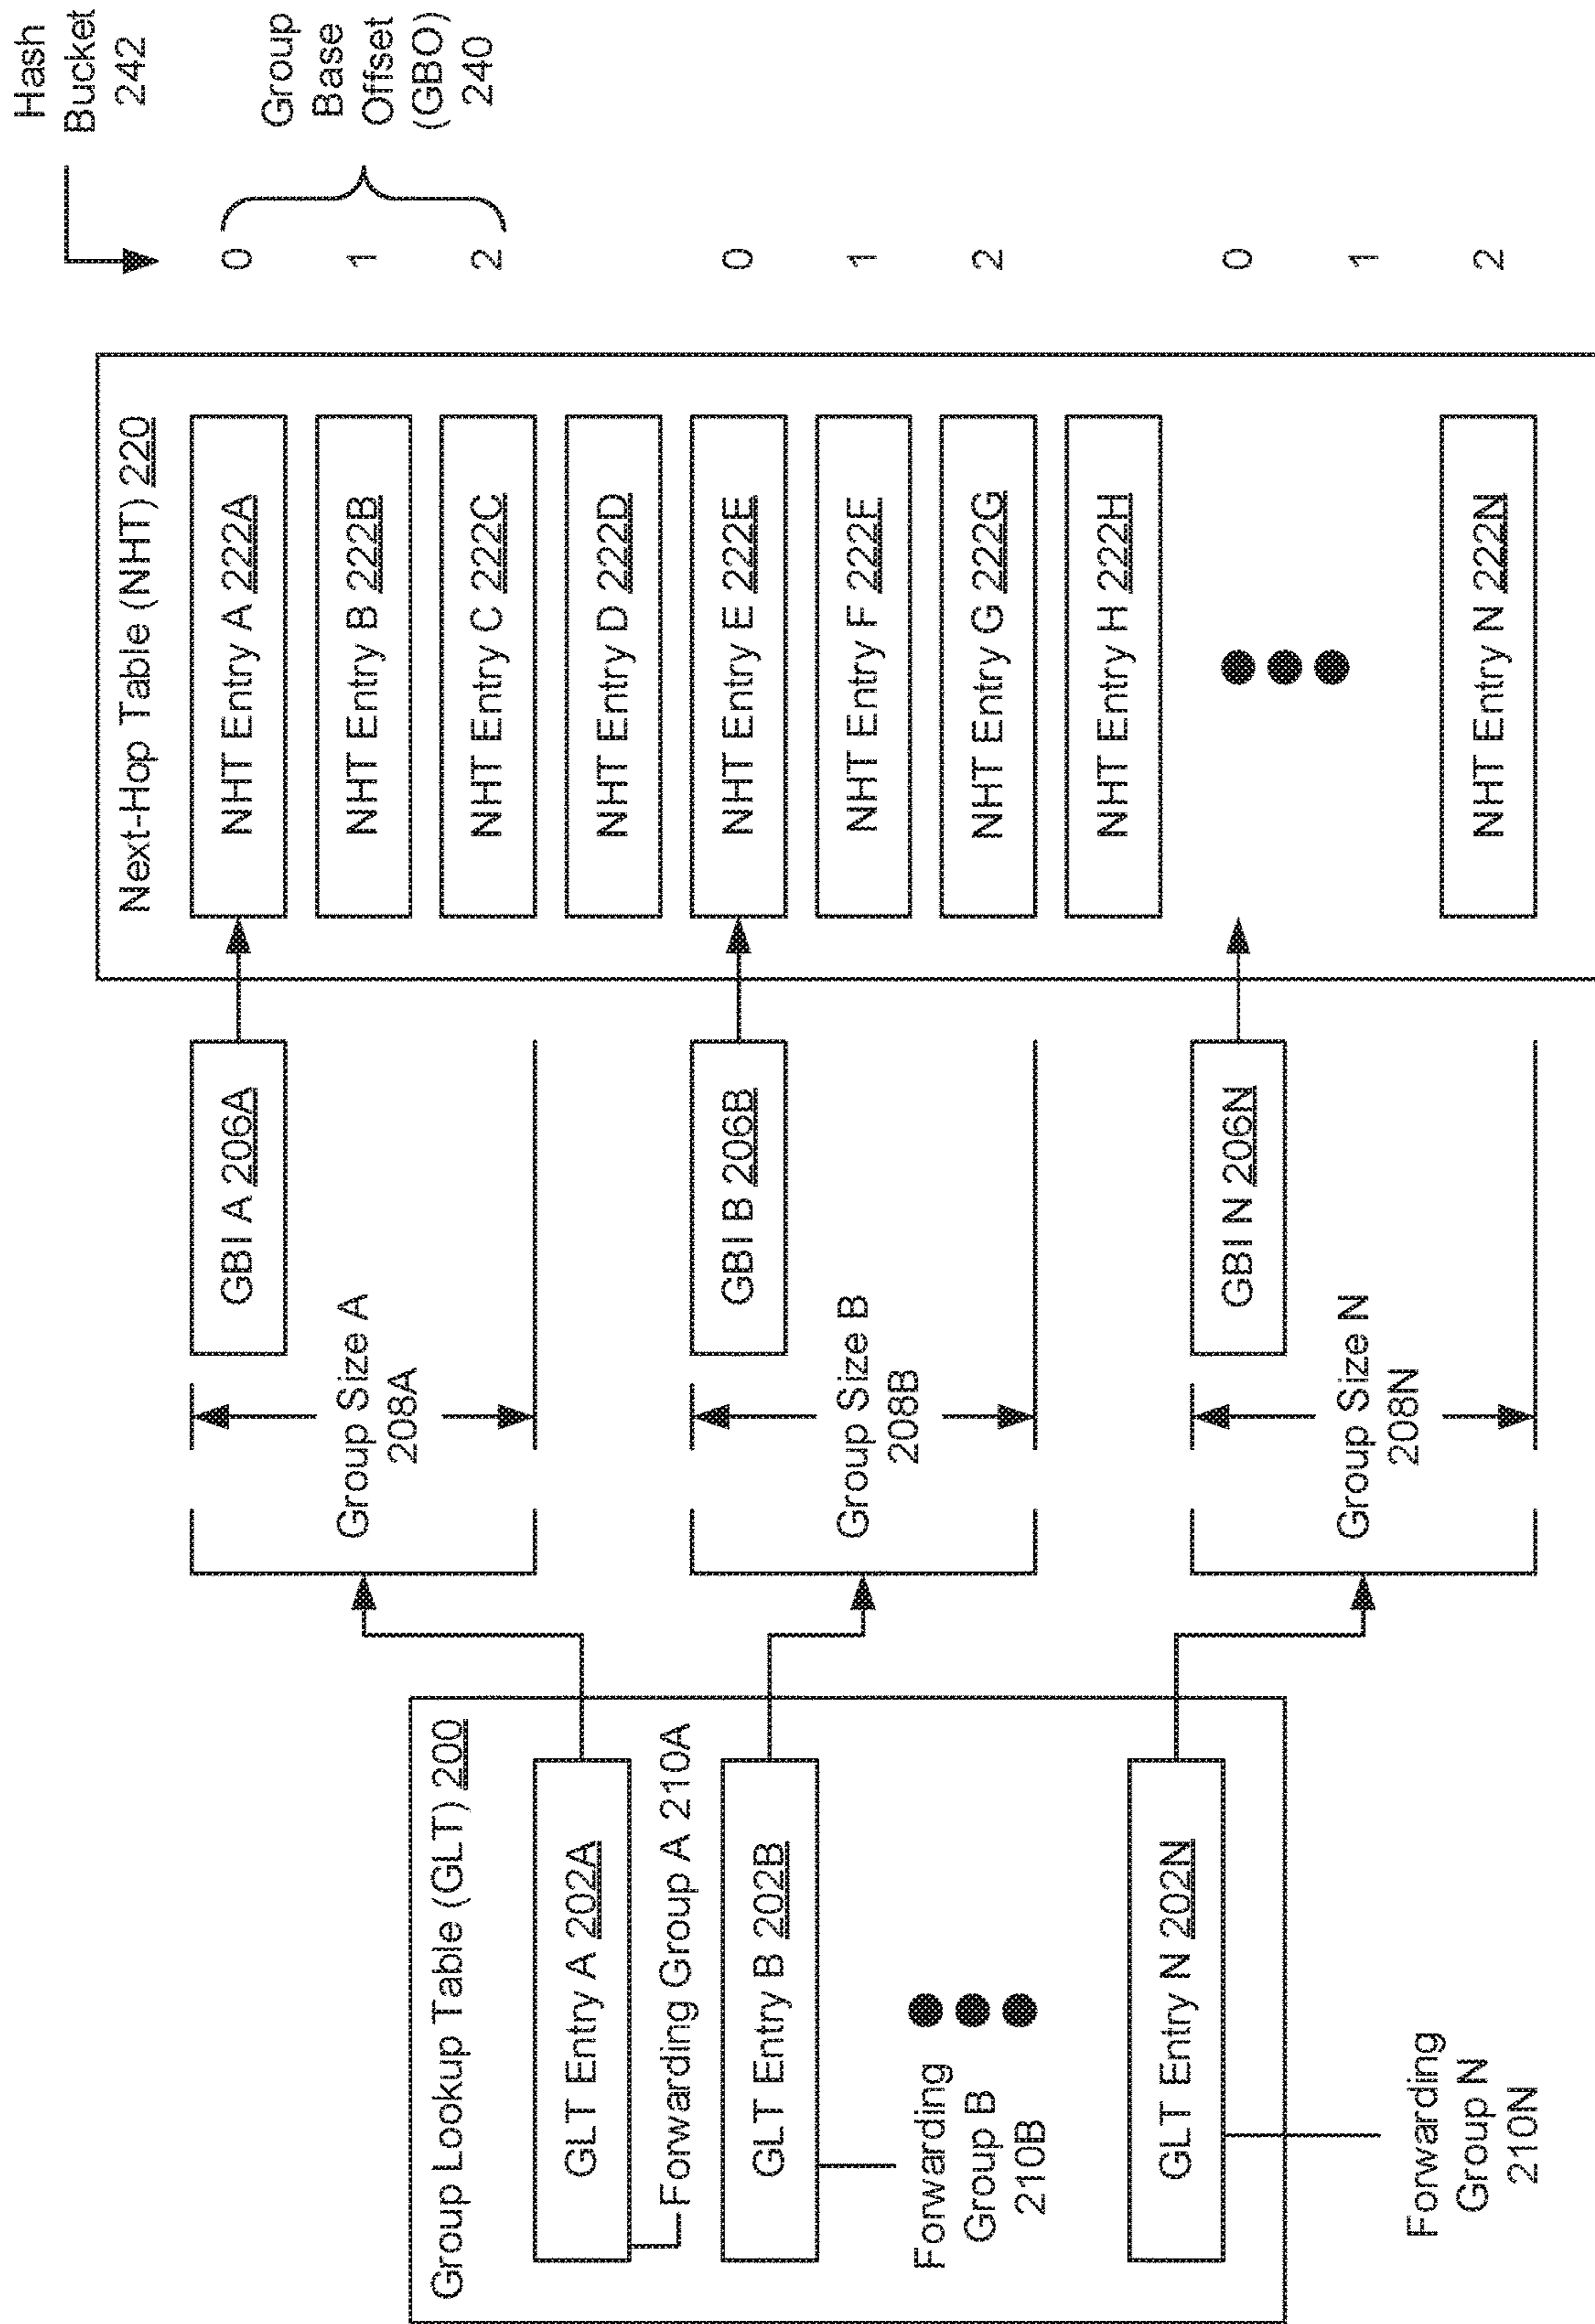 Group Lookup Table (GLT) 200
GLT Entry A 202A
Forwarding Group A 210A
GLT Entry B 202B
Forwarding
Group B
210B
GLT Entry N 202N
Forwarding
Group N
210N
Group Size A
208A
Group Size B
208B
Group Size N
208N
GBI A 206A
GBI B 206B
GBI N 206N
Next-Hop Table (NHT) 220
NHT Entry A 222A
NHT Entry B 222B
NHT Entry C 222C
NHT Entry D 222D
NHT Entry E 222E
NHT Entry F 222F
NHT Entry G 222G
NHT Entry H 222H
NHT Entry N 222N
Hash
Bucket
242
0
1
2
Group
Base
Offset
(GBO)
240
0
1
2
0
1
2